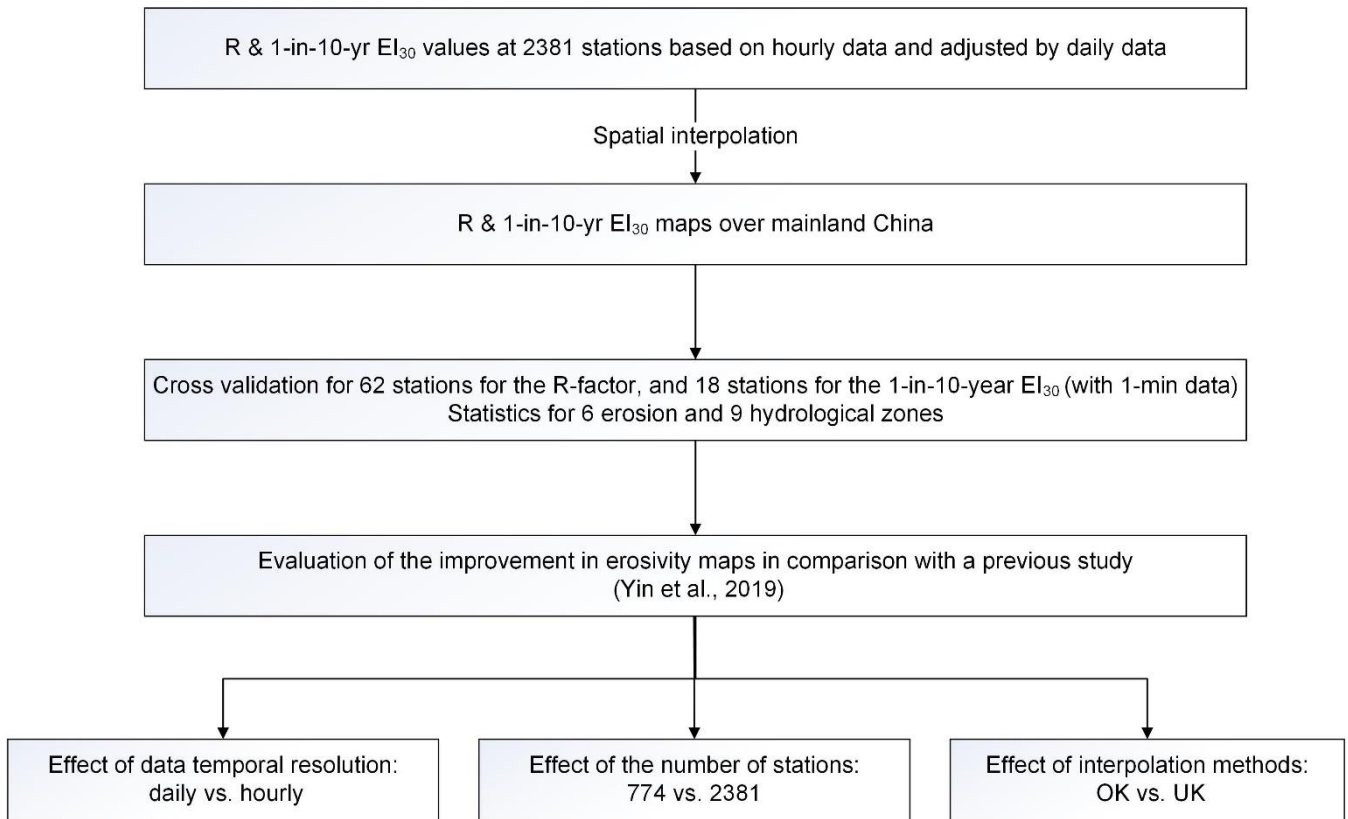 R & 1-in-10-yr EI₃₀ values at 2381 stations based on hourly data and adjusted by daily data
Spatial interpolation
R & 1-in-10-yr EI₃₀ maps over mainland China
Cross validation for 62 stations for the R-factor, and 18 stations for the 1-in-10-year EI₃₀ (with 1-min data)
Statistics for 6 erosion and 9 hydrological zones
Evaluation of the improvement in erosivity maps in comparison with a previous study
(Yin et al., 2019)
Effect of data temporal resolution:
daily vs. hourly
Effect of the number of stations:
774 vs. 2381
Effect of interpolation methods:
OK vs. UK